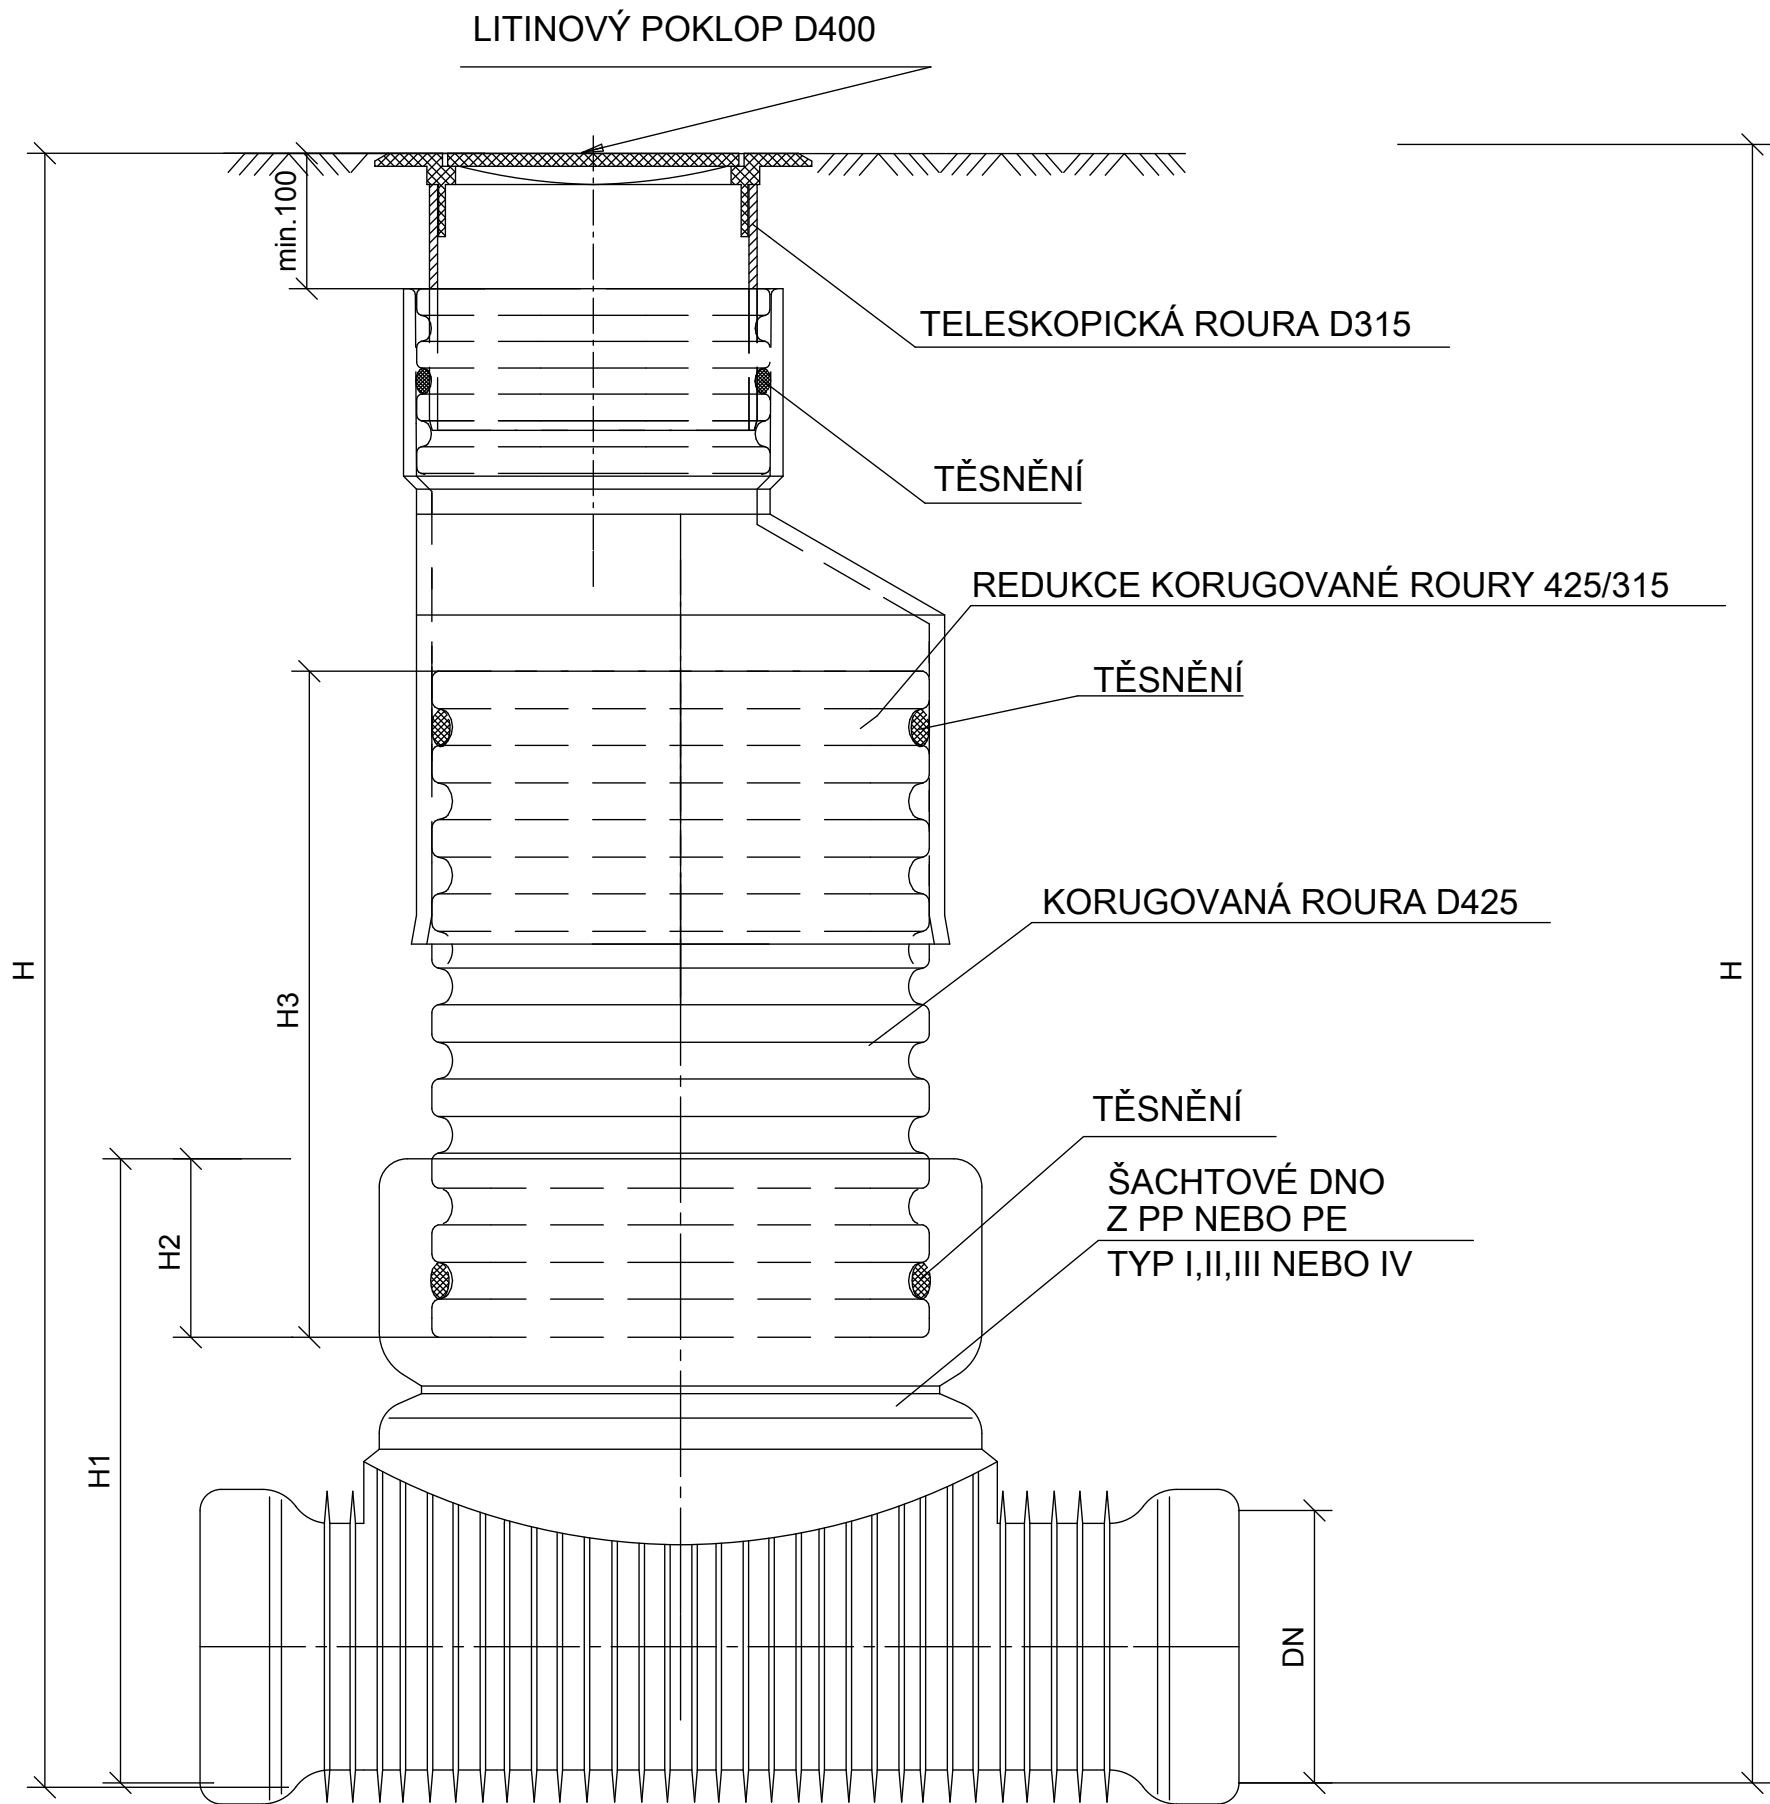 LITINOVÝ POKLOP D400
min.100
TELESKOPICKÁ ROURA D315
TĚSNĚNÍ
REDUKCE KORUGOVANÉ ROURY 425/315
TĚSNĚNÍ
KORUGOVANÁ ROURA D425
H
H3
H
TĚSNĚNÍ
ŠACHTOVÉ DNO
Z PP NEBO PE
TYP I,II,III NEBO IV
H2
H1
DN